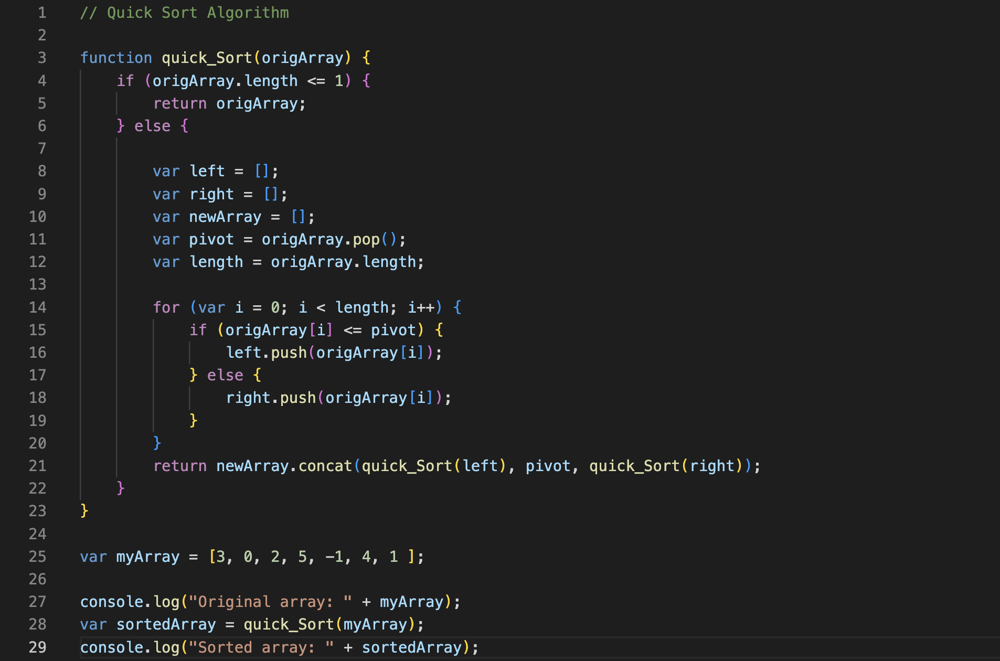 1 // Quick Sort Algorithm
2
3 function quick_Sort(origArray) {
4     if (origArray.length <= 1) {
5         return origArray;
6     } else {
7
8         var left = [];
9         var right = [];
10         var newArray = [];
11         var pivot = origArray.pop();
12         var length = origArray.length;
13
14         for (var i = 0; i < length; i++) {
15             if (origArray[i] <= pivot) {
16                 left.push(origArray[i]);
17             } else {
18                 right.push(origArray[i]);
19             }
20         }
21         return newArray.concat(quick_Sort(left), pivot, quick_Sort(right));
22     }
23 }
24
25 var myArray = [3, 0, 2, 5, -1, 4, 1 ];
26
27 console.log("Original array: " + myArray);
28 var sortedArray = quick_Sort(myArray);
29 console.log("Sorted array: " + sortedArray);